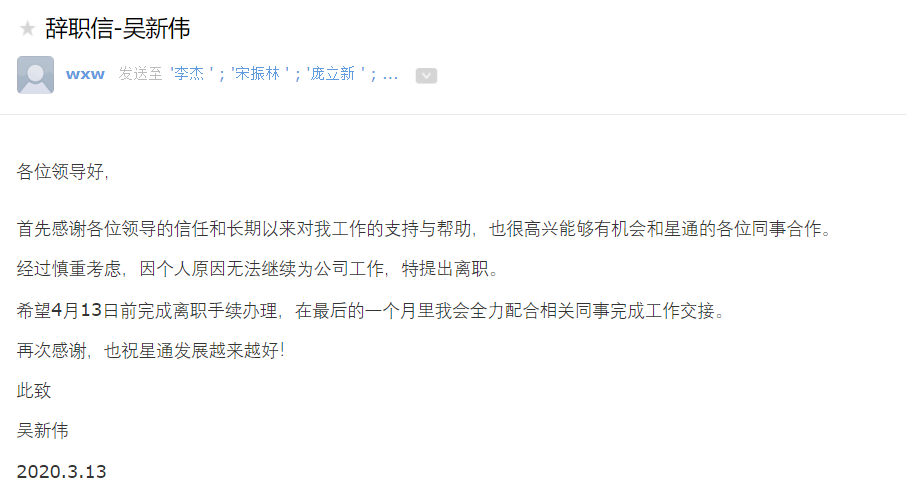 辞职信-吴新伟
wxw 发送至 '李杰 ' ; '宋振林 ' ; '庞立新 ' ; ...
各位领导好,
首先感谢各位领导的信任和长期以来对我工作的支持与帮助，也很高兴能够有机会和星通的各位同事合作。
经过慎重考虑，因个人原因无法继续为公司工作，特提出离职。
希望4月13日前完成离职手续办理，在最后的一个月里我会全力配合相关同事完成工作交接。
再次感谢，也祝星通发展越来越好!
此致
吴新伟
2020.3.13